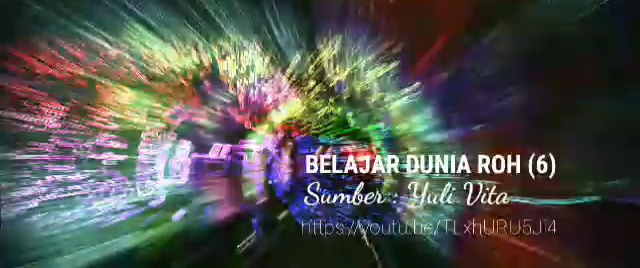 BELAJAR DUNIA ROH (6)
Sumber : Yuli Vita
https://youtu.be/TLxhURU5Ji4